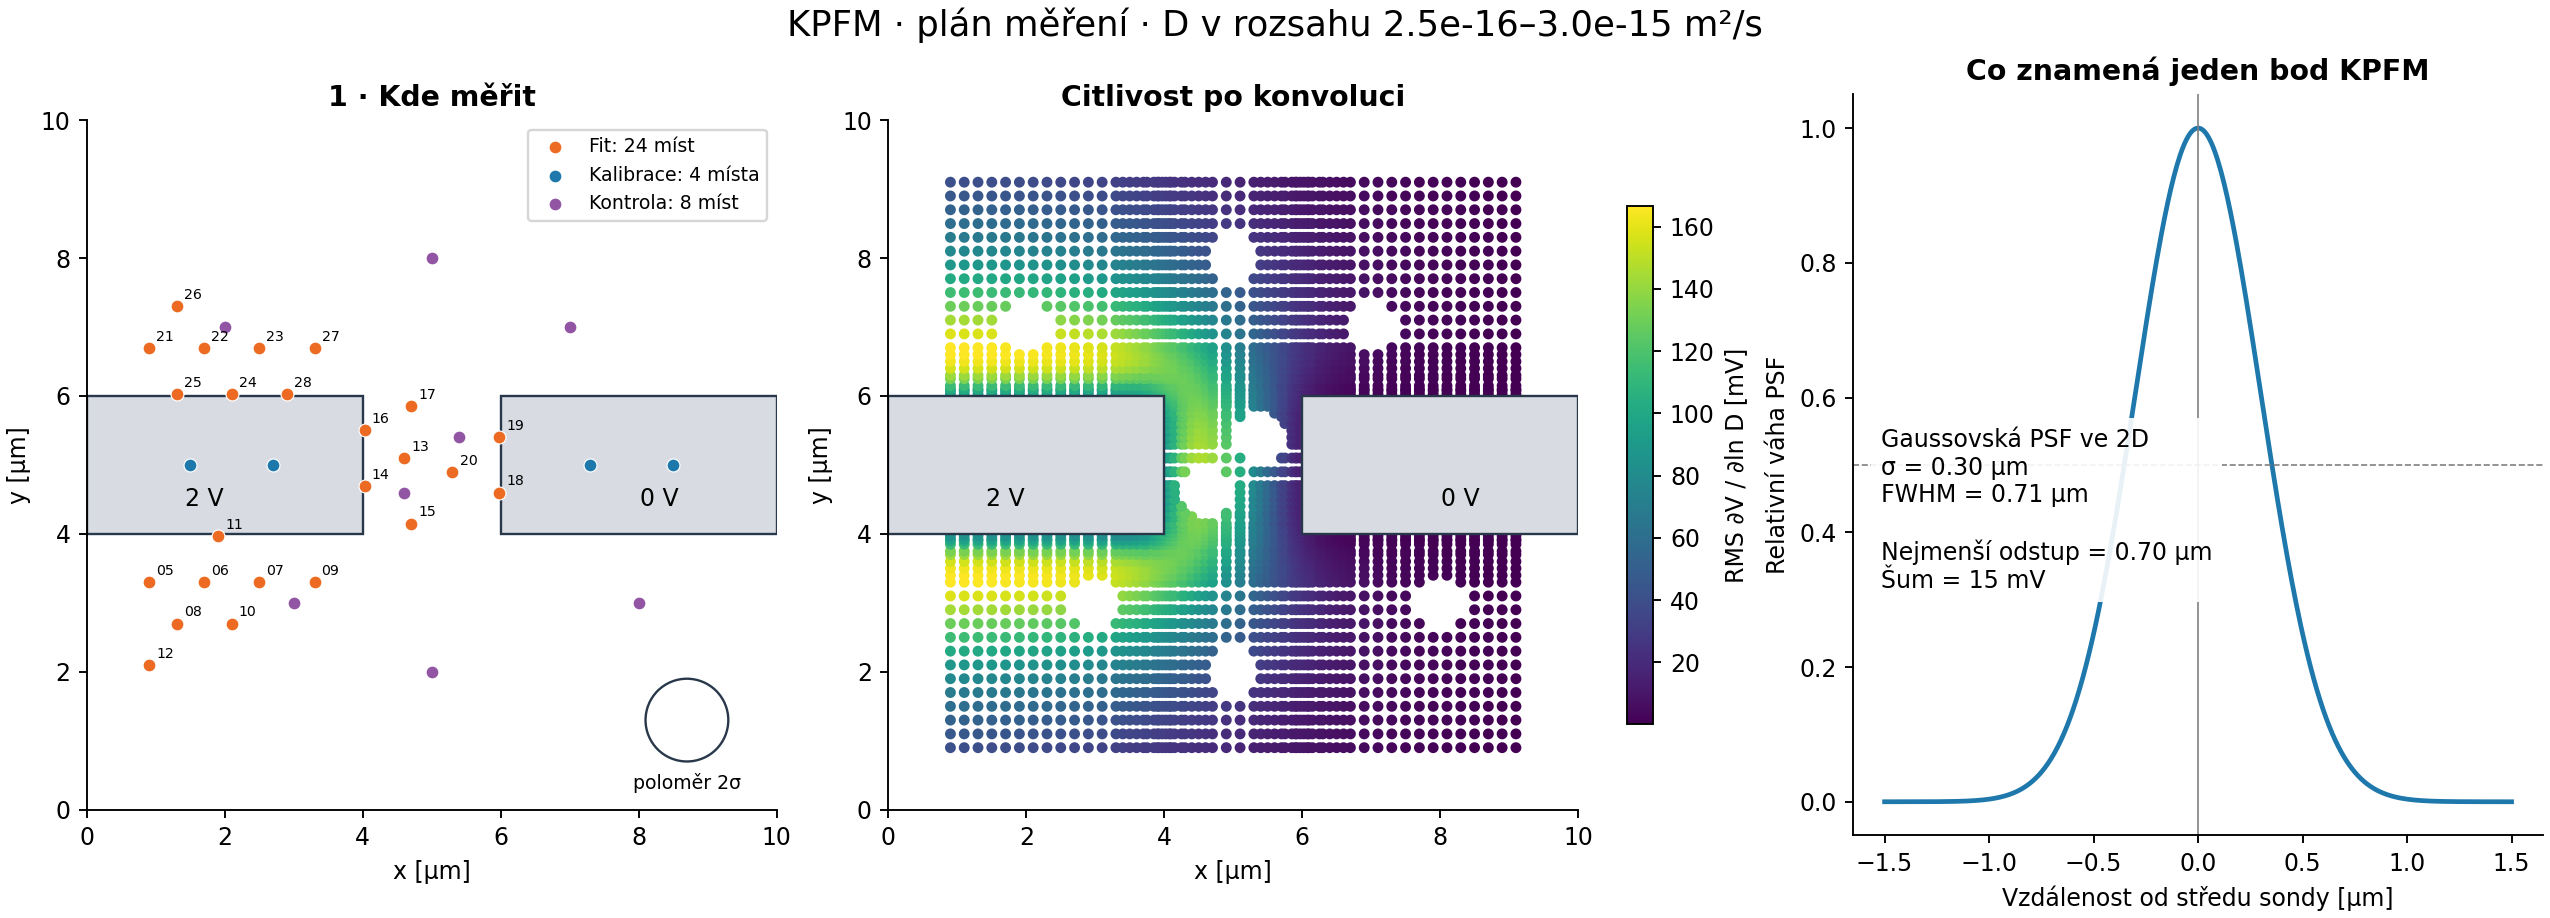 KPFM · plán měření · D v rozsahu 2.5e-16–3.0e-15 m²/s
1 · Kde měřit
10
8
6
4
2
0
y [µm]
0 2 4 6 8 10
x [µm]
Fit: 24 míst
Kalibrace: 4 místa
Kontrola: 8 míst
26
21 22 23 27
25 24 28
17
16
19
13
20
14
18
15
2 V
0 V
11
05 06 07 09
08 10
12
poloměr 2σ
Citlivost po konvoluci
10
8
6
4
2
0
y [µm]
2 V
0 V
0 2 4 6 8 10
x [µm]
160
140
120
100
80
60
40
20
RMS ∂V / ∂ln D [mV]
Co znamená jeden bod KPFM
1.0
0.8
0.6
0.4
0.2
0.0
Relativní váha PSF
Gaussovská PSF ve 2D
σ = 0.30 µm
FWHM = 0.71 µm
Nejmenší odstup = 0.70 µm
Šum = 15 mV
−1.5 −1.0 −0.5 0.0 0.5 1.0 1.5
Vzdálenost od středu sondy [µm]